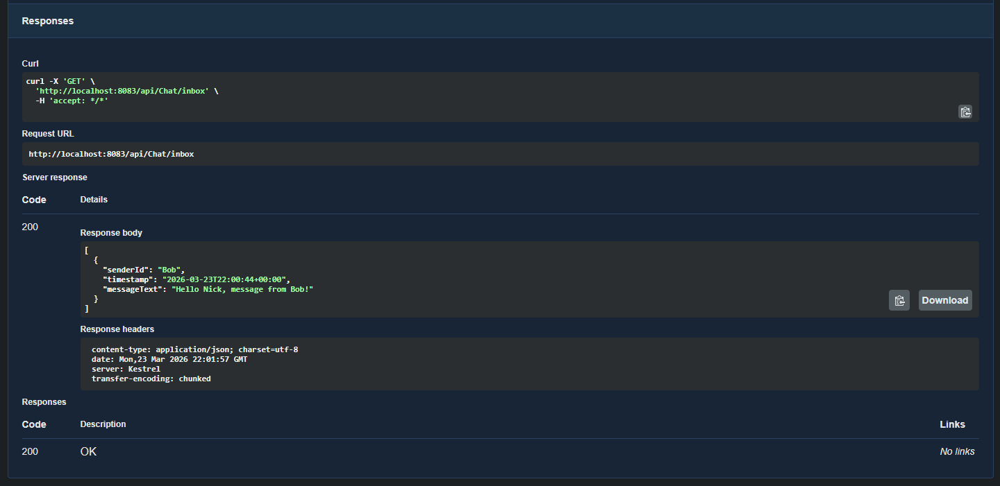 Responses
Curl
curl -X 'GET' \
  'http://localhost:8083/api/Chat/inbox' \
  -H 'accept: */*'
Request URL
http://localhost:8083/api/Chat/inbox
Server response
Code Details
200
Response body
[
  {
    "senderId": "Bob",
    "timestamp": "2026-03-23T22:00:44+00:00",
    "messageText": "Hello Nick, message from Bob!"
  }
]
Download
Response headers
content-type: application/json; charset=utf-8
date: Mon,23 Mar 2026 22:01:57 GMT
server: Kestrel
transfer-encoding: chunked
Responses
Code Description Links
200 OK No links